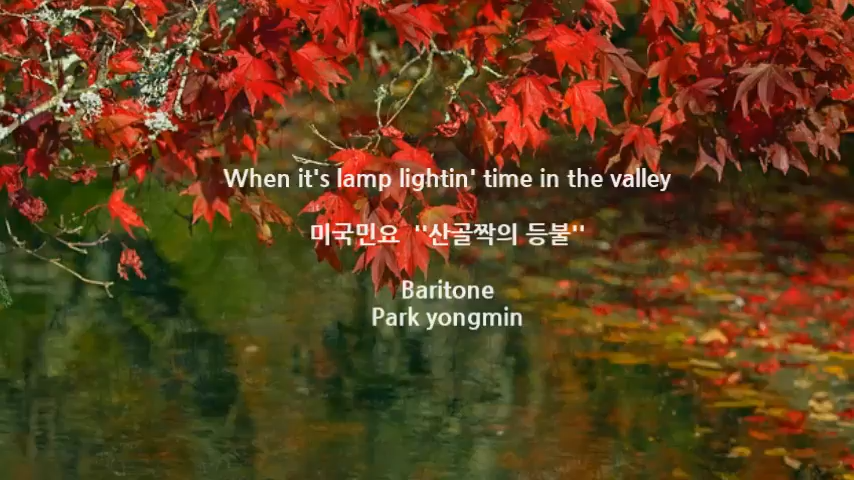 When it's lamp lightin' time in the valley
미국민요 "산골짝의 등불"
Baritone
Park yongmin